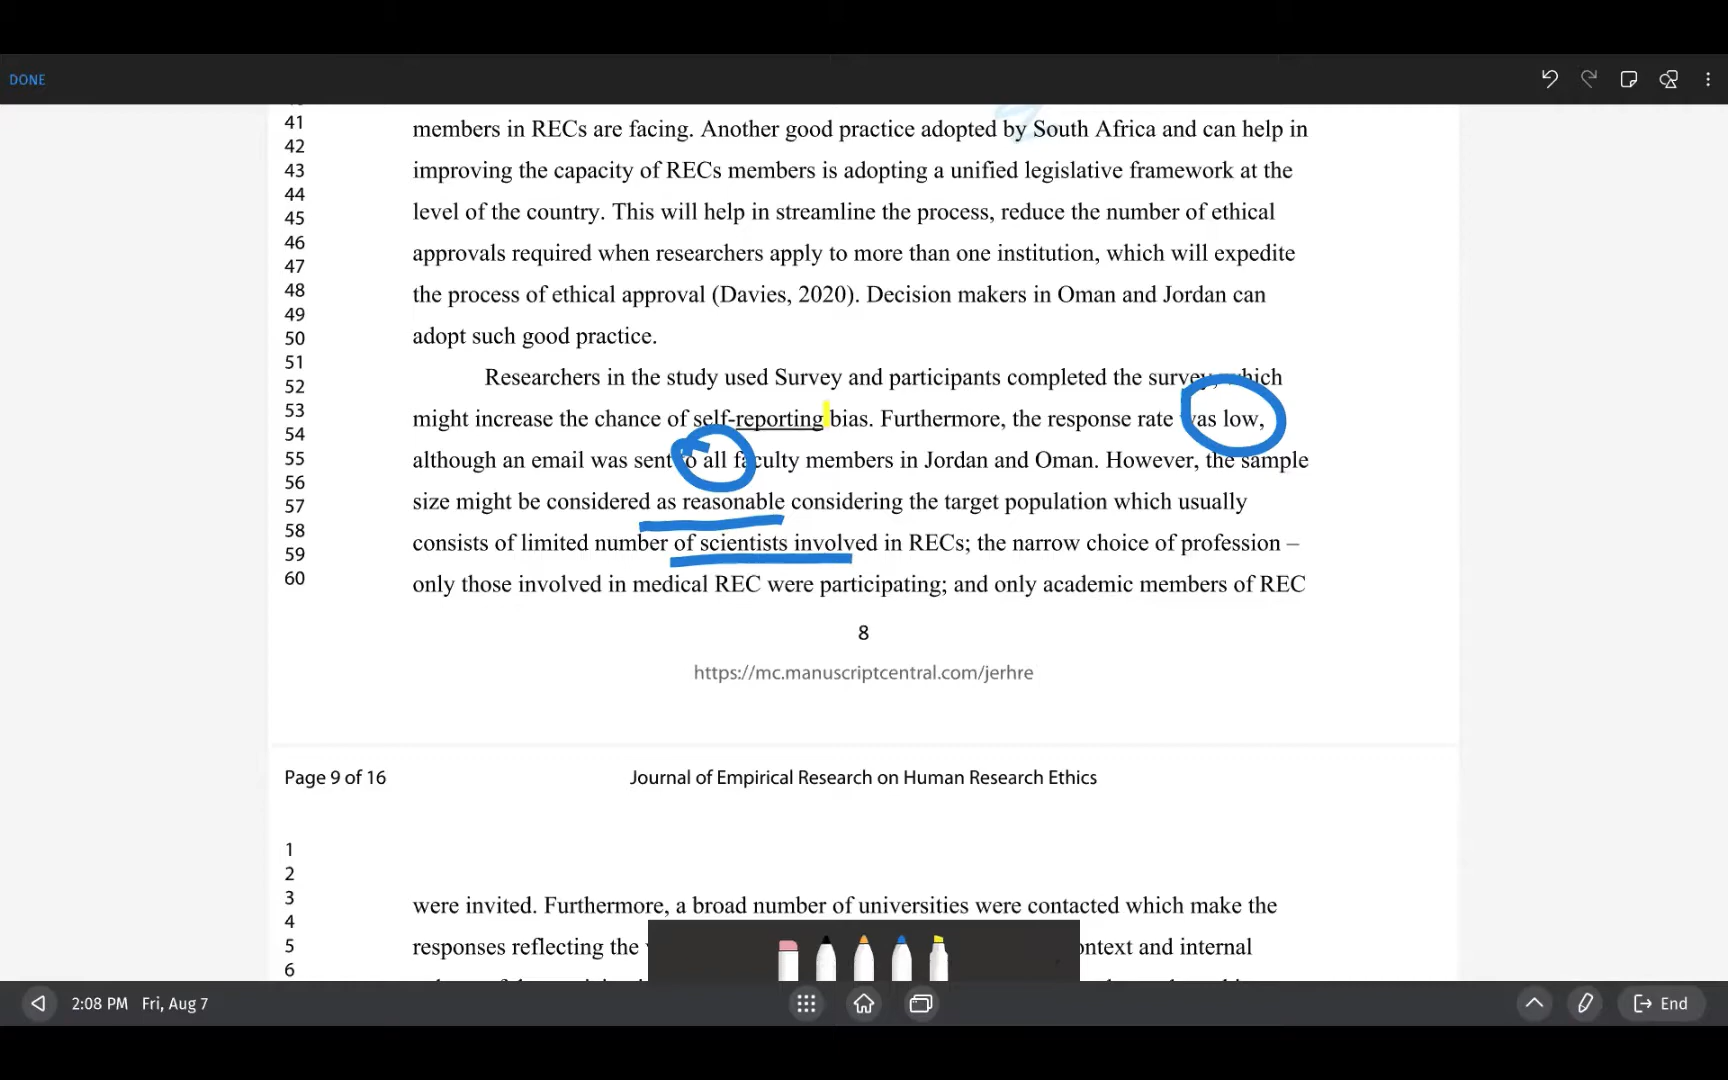 DONE
41 members in RECs are facing. Another good practice adopted by South Africa and can help in
42
43 improving the capacity of RECs members is adopting a unified legislative framework at the
44
45 level of the country. This will help in streamline the process, reduce the number of ethical
46
47 approvals required when researchers apply to more than one institution, which will expedite
48 the process of ethical approval (Davies, 2020). Decision makers in Oman and Jordan can
49
50 adopt such good practice.
51
52 Researchers in the study used Survey and participants completed the survey, which
53 might increase the chance of self-reporting bias. Furthermore, the response rate was low,
54
55 although an email was sent to all faculty members in Jordan and Oman. However, the sample
56
57 size might be considered as reasonable considering the target population which usually
58 consists of limited number of scientists involved in RECs; the narrow choice of profession –
59
60 only those involved in medical REC were participating; and only academic members of REC
8
https://mc.manuscriptcentral.com/jerhre
Page 9 of 16 Journal of Empirical Research on Human Research Ethics
1
2
3 were invited. Furthermore, a broad number of universities were contacted which make the
4
5 responses reflecting the ontext and internal
6
2:08 PM Fri, Aug 7 End